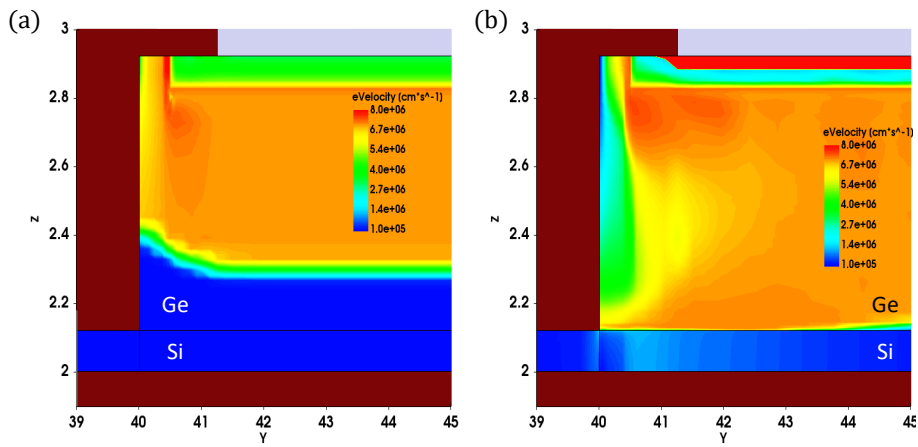 (a)
3
2.8
2.6
2.4
2.2
2
z
eVelocity (cm*s^-1)
8.0e+06
6.7e+06
5.4e+06
4.0e+06
2.7e+06
1.4e+06
1.0e+05
Ge
Si
39 40 41 42 43 44 45
Y
(b)
3
2.8
2.6
2.4
2.2
2
z
eVelocity (cm*s^-1)
8.0e+06
6.7e+06
5.4e+06
4.0e+06
2.7e+06
1.4e+06
1.0e+05
Ge
Si
39 40 41 42 43 44 45
Y